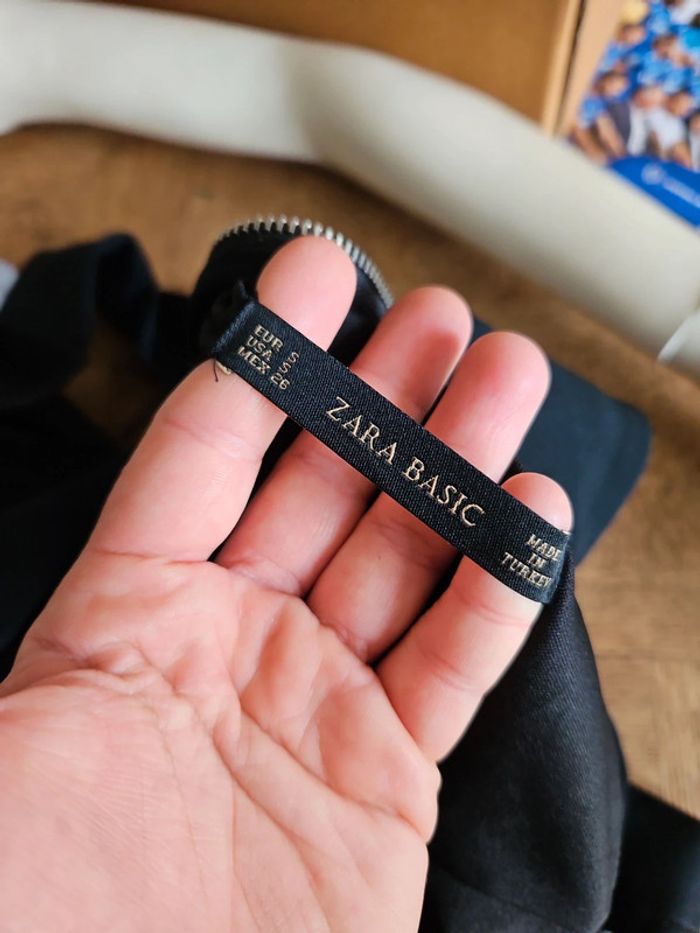 EUR S
USA S
MEX 26
ZARA BASIC
MADE
IN
TURKEY